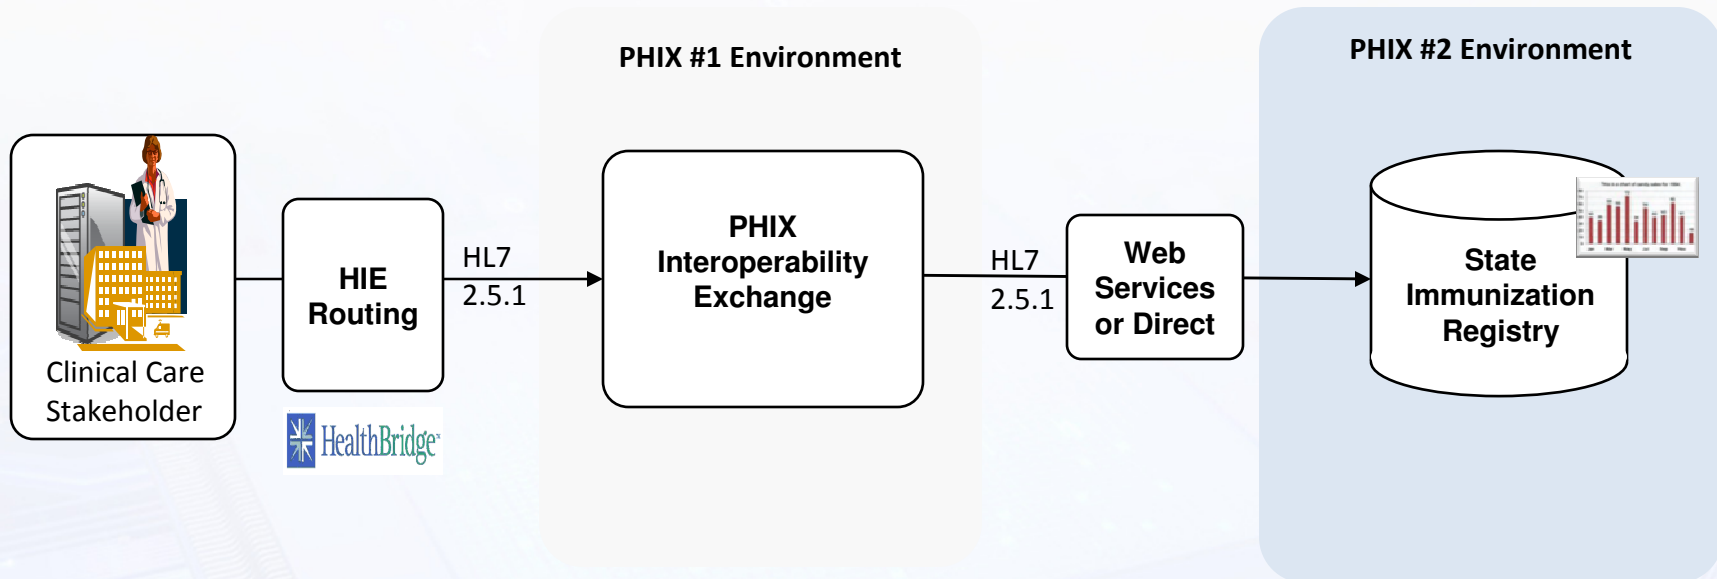 PHIX #1 Environment
PHIX #2 Environment
Clinical Care
Stakeholder
HIE
Routing
HealthBridge
HL7
2.5.1
PHIX
Interoperability
Exchange
HL7
2.5.1
Web
Services
or Direct
State
Immunization
Registry